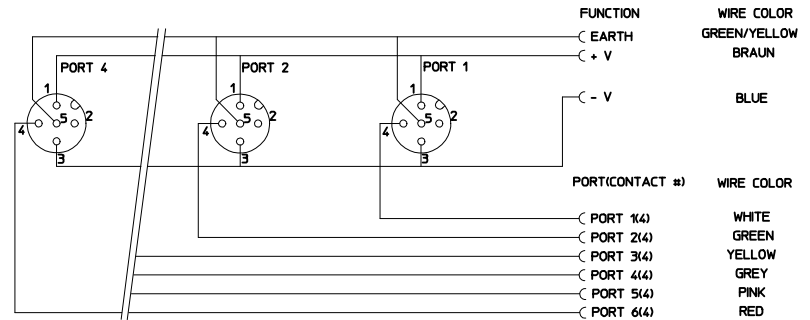 FUNCTION WIRE COLOR
EARTH GREEN/YELLOW
+ V BRAUN
PORT 4 PORT 2 PORT 1
1 2 3 4 5
1 2 3 4 5
1 2 3 4 5
- V BLUE
PORT(CONTACT #) WIRE COLOR
PORT 1(4) WHITE
PORT 2(4) GREEN
PORT 3(4) YELLOW
PORT 4(4) GREY
PORT 5(4) PINK
PORT 6(4) RED